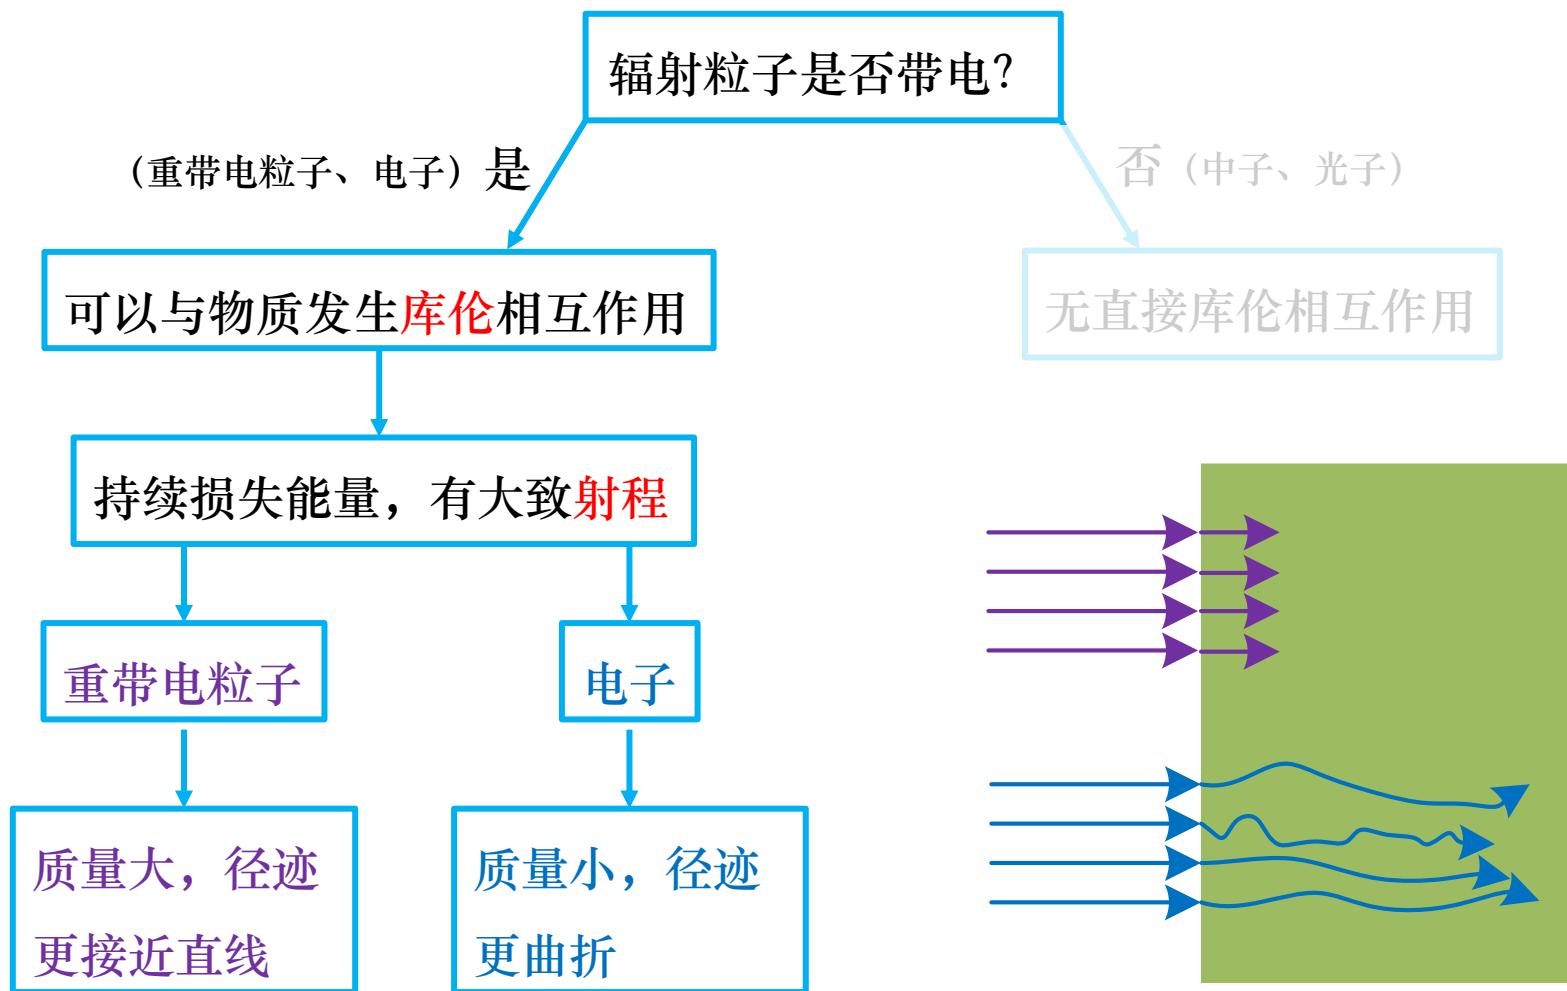 辐射粒子是否带电？
（重带电粒子、电子）是
否（中子、光子）
可以与物质发生库伦相互作用
无直接库伦相互作用
持续损失能量，有大致射程
重带电粒子
电子
质量大，径迹
更接近直线
质量小，径迹
更曲折